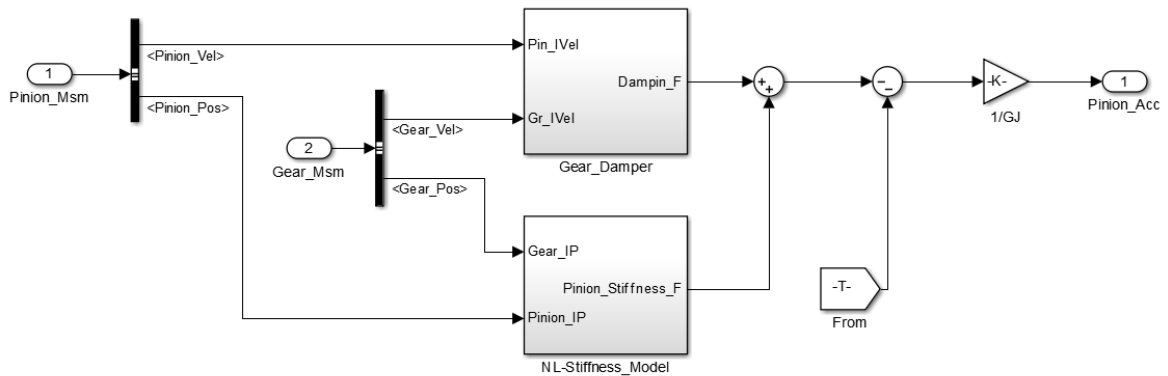 1
Pinion_Msm
<Pinion_Vel>
<Pinion_Pos>
2
Gear_Msm
<Gear_Vel>
<Gear_Pos>
Pin_IVel
Gr_IVel
Dampin_F
Gear_Damper
Gear_IP
Pinion_IP
Pinion_Stiffness_F
NL-Stiffness_Model
+
+
-T-
From
−
−
-K-
1/GJ
1
Pinion_Acc